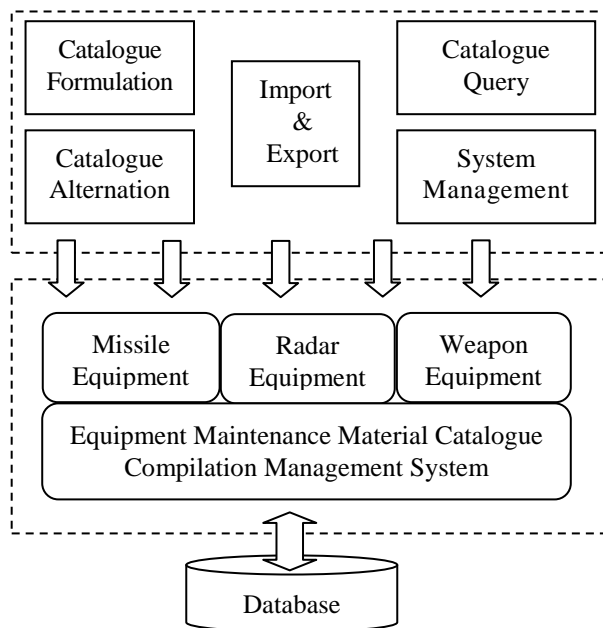 Catalogue
Formulation
Import
&
Export
Catalogue
Query
Catalogue
Alternation
System
Management
Missile
Equipment
Radar
Equipment
Weapon
Equipment
Equipment Maintenance Material Catalogue
Compilation Management System
Database